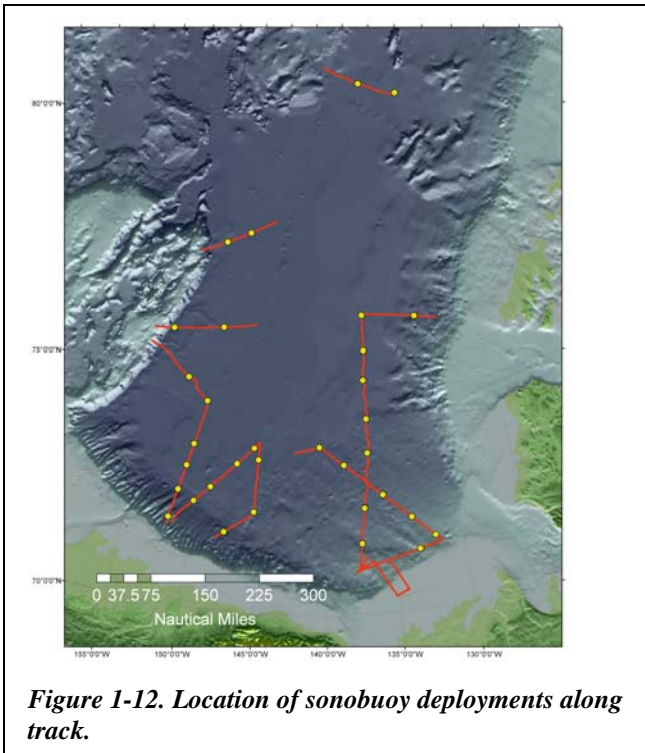 80°0'0"N
75°0'0"N
70°0'0"N
0 37.5 75 150 225 300
Nautical Miles
155°0'0"W 150°0'0"W 145°0'0"W 140°0'0"W 135°0'0"W 130°0'0"W
Figure 1-12. Location of sonobuoy deployments along
track.